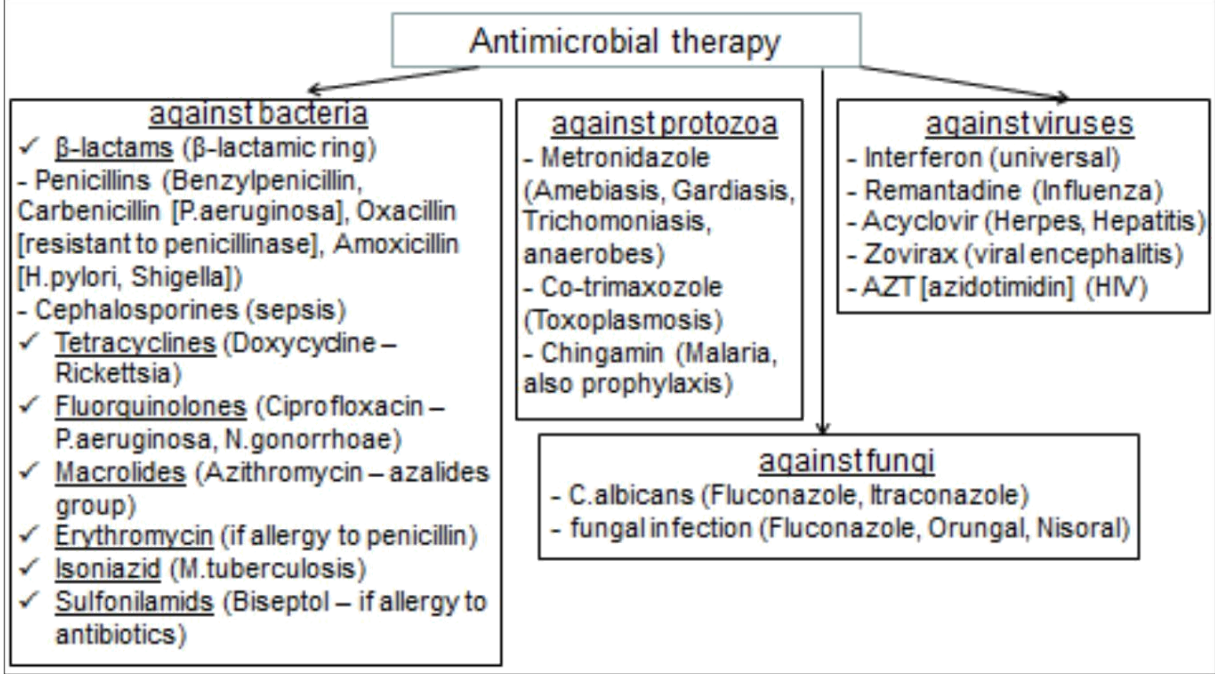 Antimicrobial therapy
against bacteria
✓ β-lactams (β-lactamic ring)
- Penicillins (Benzylpenicillin,
Carbenicillin [P.aeruginosa], Oxacillin
[resistant to penicillinase], Amoxicillin
[H.pylori, Shigella])
- Cephalosporines (sepsis)
✓ Tetracyclines (Doxycycline –
Rickettsia)
✓ Fluorquinolones (Ciprofloxacin –
P.aeruginosa, N.gonorrhoae)
✓ Macrolides (Azithromycin – azalides
group)
✓ Erythromycin (if allergy to penicillin)
✓ Isoniazid (M.tuberculosis)
✓ Sulfonilamids (Biseptol – if allergy to
antibiotics)
against protozoa
- Metronidazole
(Amebiasis, Gardiasis,
Trichomoniasis,
anaerobes)
- Co-trimaxozole
(Toxoplasmosis)
- Chingamin (Malaria,
also prophylaxis)
against viruses
- Interferon (universal)
- Remantadine (Influenza)
- Acyclovir (Herpes, Hepatitis)
- Zovirax (viral encephalitis)
- AZT [azidotimidin] (HIV)
against fungi
- C.albicans (Fluconazole, Itraconazole)
- fungal infection (Fluconazole, Orungal, Nisoral)